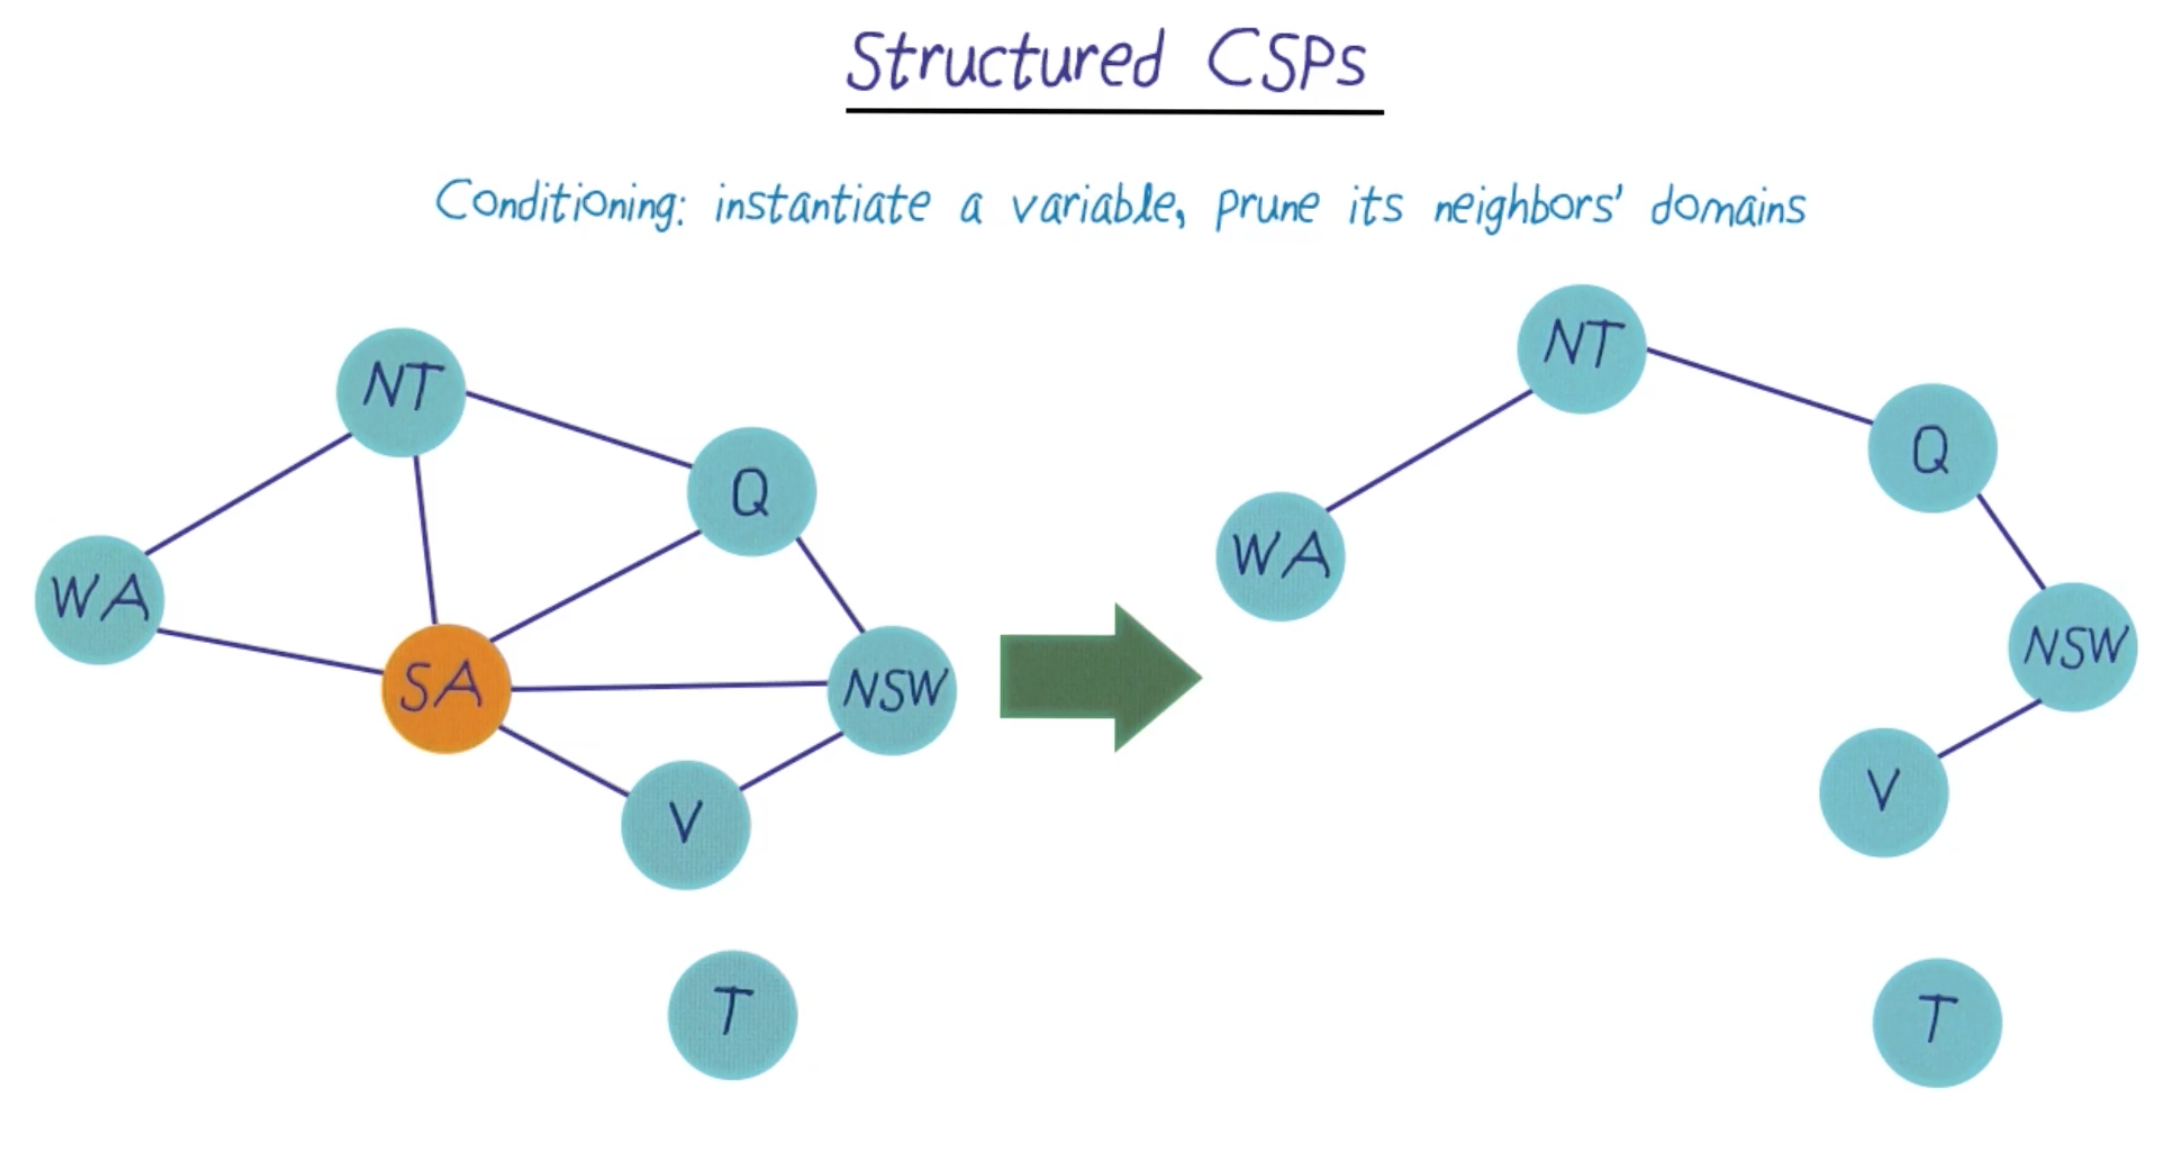 Structured CSPs
Conditioning: instantiate a variable, prune its neighbors' domains
NT
Q
WA
SA
NSW
V
T
NT
Q
WA
NSW
V
T